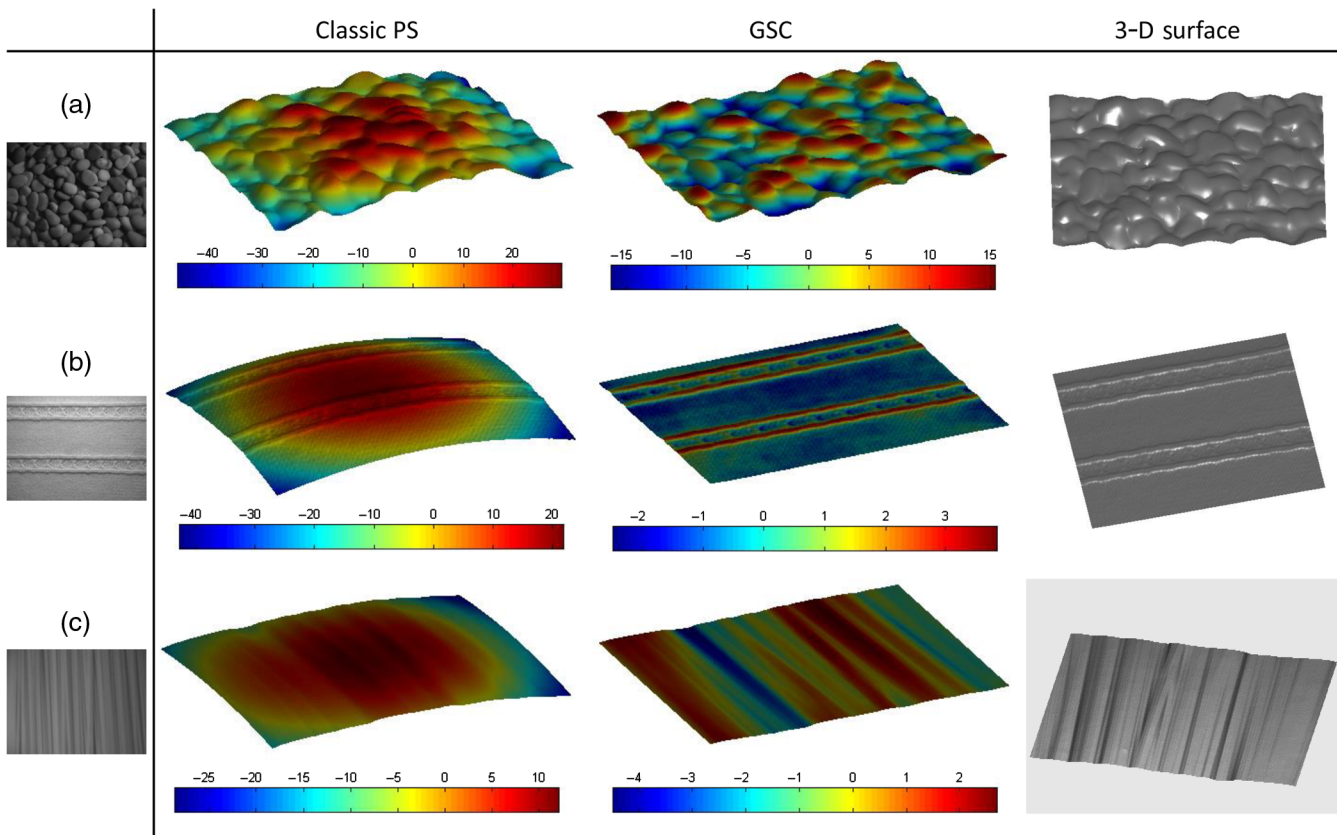 Classic PS GSC 3-D surface
(a)
−40 −30 −20 −10 0 10 20
−15 −10 −5 0 5 10 15
(b)
−40 −30 −20 −10 0 10 20
−2 −1 0 1 2 3
(c)
−25 −20 −15 −10 −5 0 5 10
−4 −3 −2 −1 0 1 2